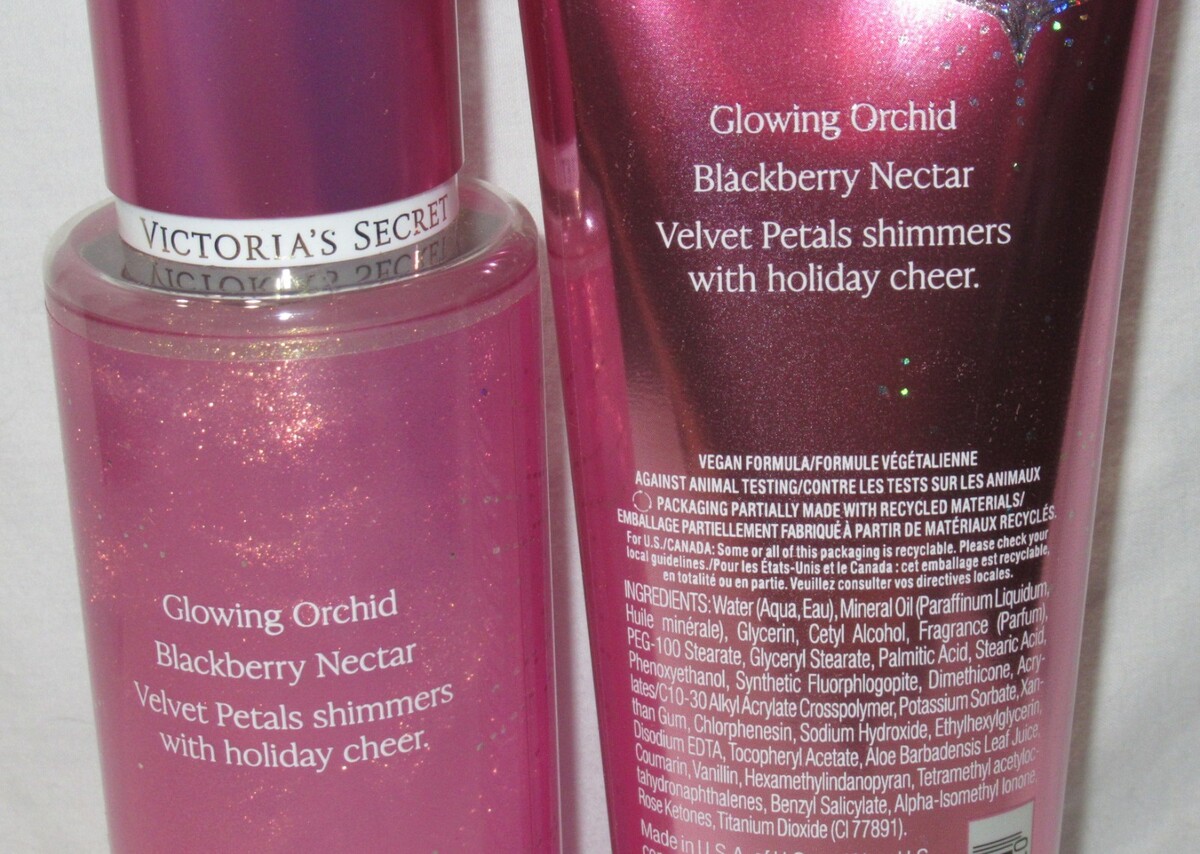 VICTORIA'S SECRET
Glowing Orchid
Blackberry Nectar
Velvet Petals shimmers
with holiday cheer.
Glowing Orchid
Blackberry Nectar
Velvet Petals shimmers
with holiday cheer.
VEGAN FORMULA/FORMULE VÉGÉTALIENNE
AGAINST ANIMAL TESTING/CONTRE LES TESTS SUR LES ANIMAUX
PACKAGING PARTIALLY MADE WITH RECYCLED MATERIALS/
EMBALLAGE PARTIELLEMENT FABRIQUÉ À PARTIR DE MATÉRIAUX RECYCLÉS.
For U.S./CANADA: Some or all of this packaging is recyclable. Please check your
local guidelines./Pour les États-Unis et le Canada : cet emballage est recyclable,
en totalité ou en partie. Veuillez consulter vos directives locales.
INGREDIENTS: Water (Aqua, Eau), Mineral Oil (Paraffinum Liquidum,
Huile minérale), Glycerin, Cetyl Alcohol, Fragrance (Parfum),
PEG-100 Stearate, Glyceryl Stearate, Palmitic Acid, Stearic Acid,
Phenoxyethanol, Synthetic Fluorphlogopite, Dimethicone, Acry-
lates/C10-30 Alkyl Acrylate Crosspolymer, Potassium Sorbate, Xan-
than Gum, Chlorphenesin, Sodium Hydroxide, Ethylhexylglycerin,
Disodium EDTA, Tocopheryl Acetate, Aloe Barbadensis Leaf Juice,
Coumarin, Vanillin, Hexamethylindanopyran, Tetramethyl acetyloc-
tahydronaphthalenes, Benzyl Salicylate, Alpha-Isomethyl Ionone,
Rose Ketones, Titanium Dioxide (CI 77891).
Made in U.S.A. of